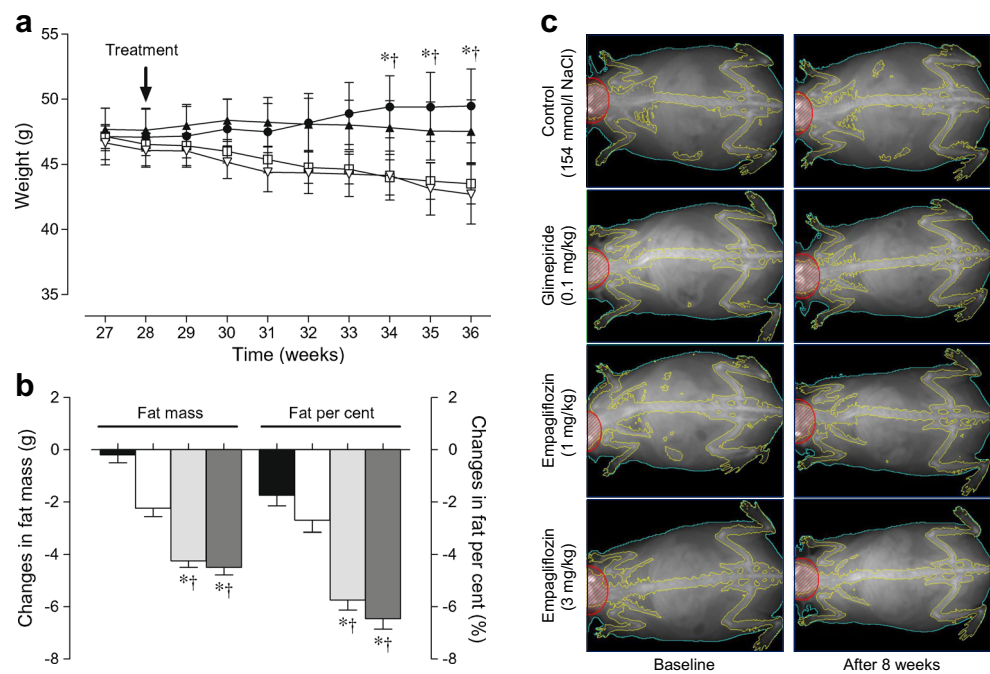 a
55
50
45
40
35
Weight (g)
Treatment
*†
*†
*†
27
28
29
30
31
32
33
34
35
36
Time (weeks)
b
2
0
-2
-4
-6
-8
Changes in fat mass (g)
Fat mass
Fat per cent
*†
*†
*†
*†
2
0
-2
-4
-6
-8
Changes in fat per cent (%)
c
Control
(154 mmol/l NaCl)
Glimepiride
(0.1 mg/kg)
Empagliflozin
(1 mg/kg)
Empagliflozin
(3 mg/kg)
Baseline
After 8 weeks